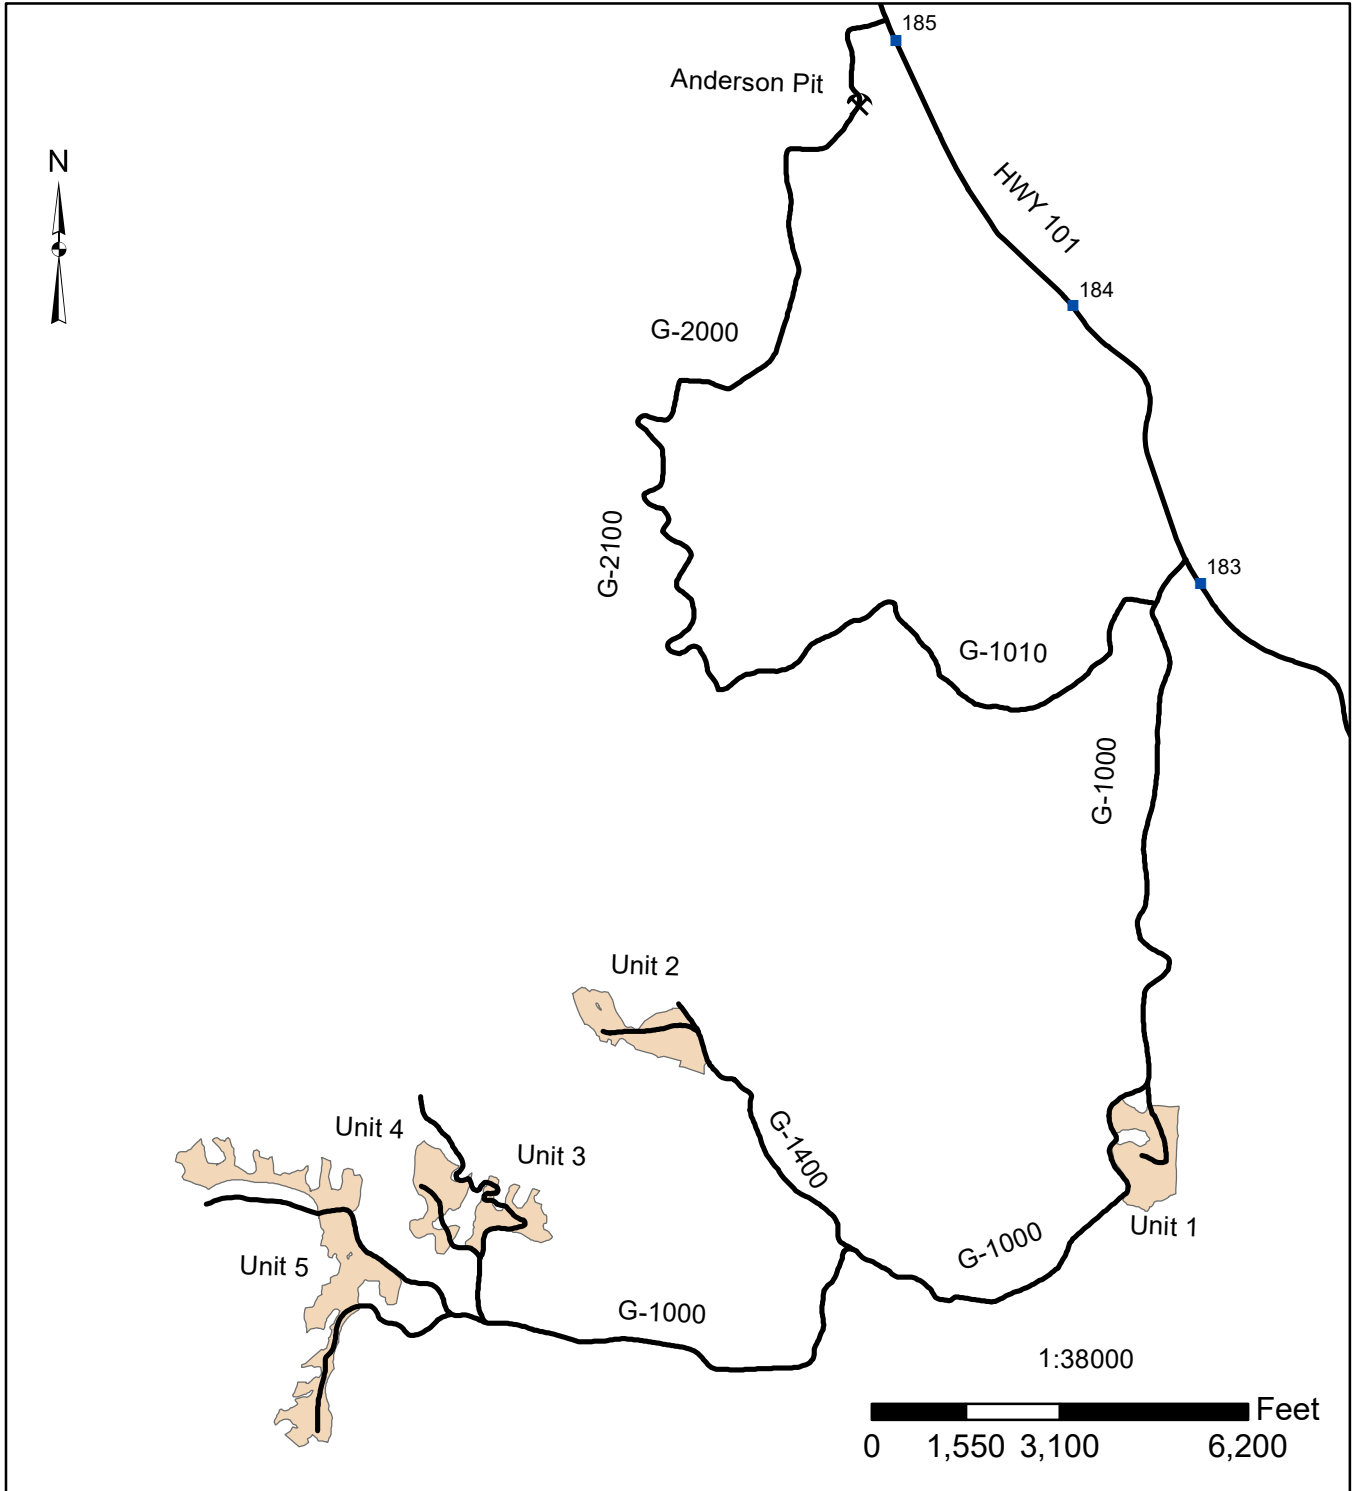 185
Anderson Pit
N
HWY 101
184
G-2000
G-2100
183
G-1010
G-1000
Unit 2
G-1400
Unit 4
Unit 3
Unit 1
G-1000
Unit 5
G-1000
1:38000
Feet
0 1,550 3,100 6,200